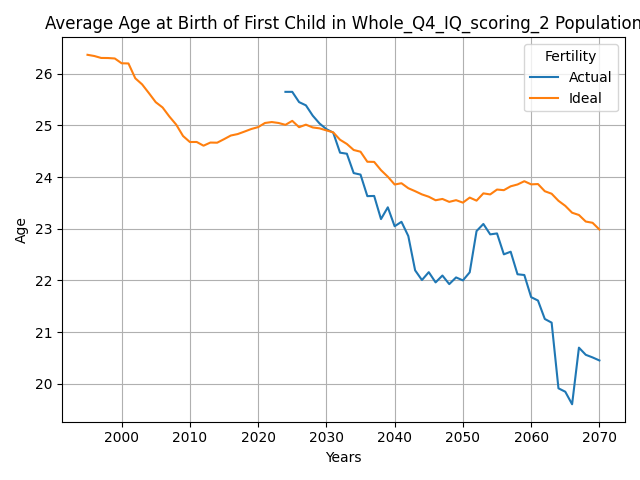 Average Age at Birth of First Child in Whole_Q4_IQ_scoring_2 Population
Fertility
Actual
Ideal
Age
26
25
24
23
22
21
20
2000 2010 2020 2030 2040 2050 2060 2070
Years